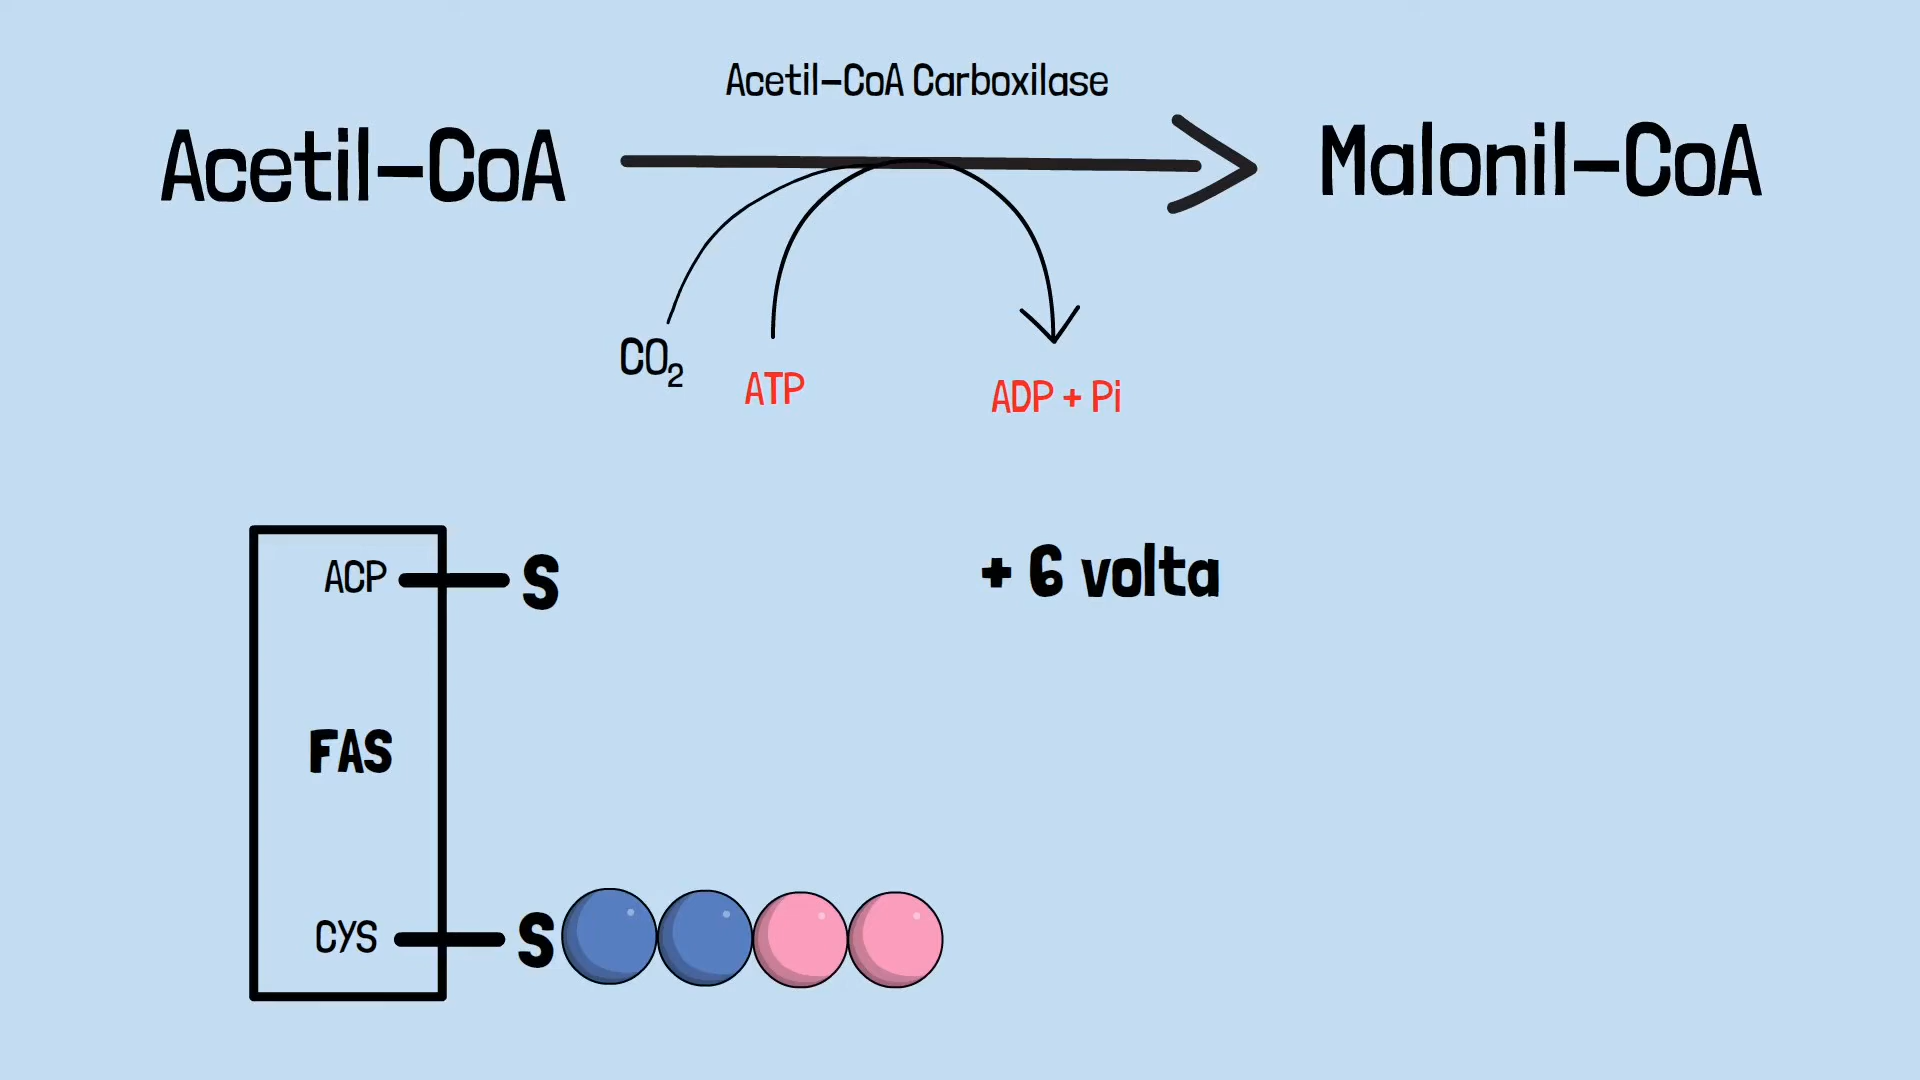 Acetil-CoA Carboxilase
Acetil-CoA
Malonil-CoA
CO₂
ATP
ADP + Pi
ACP
S
+ 6 volta
FAS
CYS
S